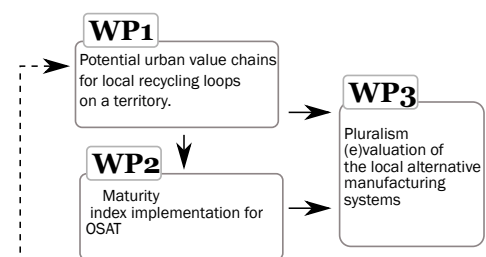 WP1
Potential urban value chains
for local recycling loops
on a territory.
WP2
Maturity
index implementation for
OSAT
WP3
Pluralism
(e)valuation of
the local alternative
manufacturing
systems